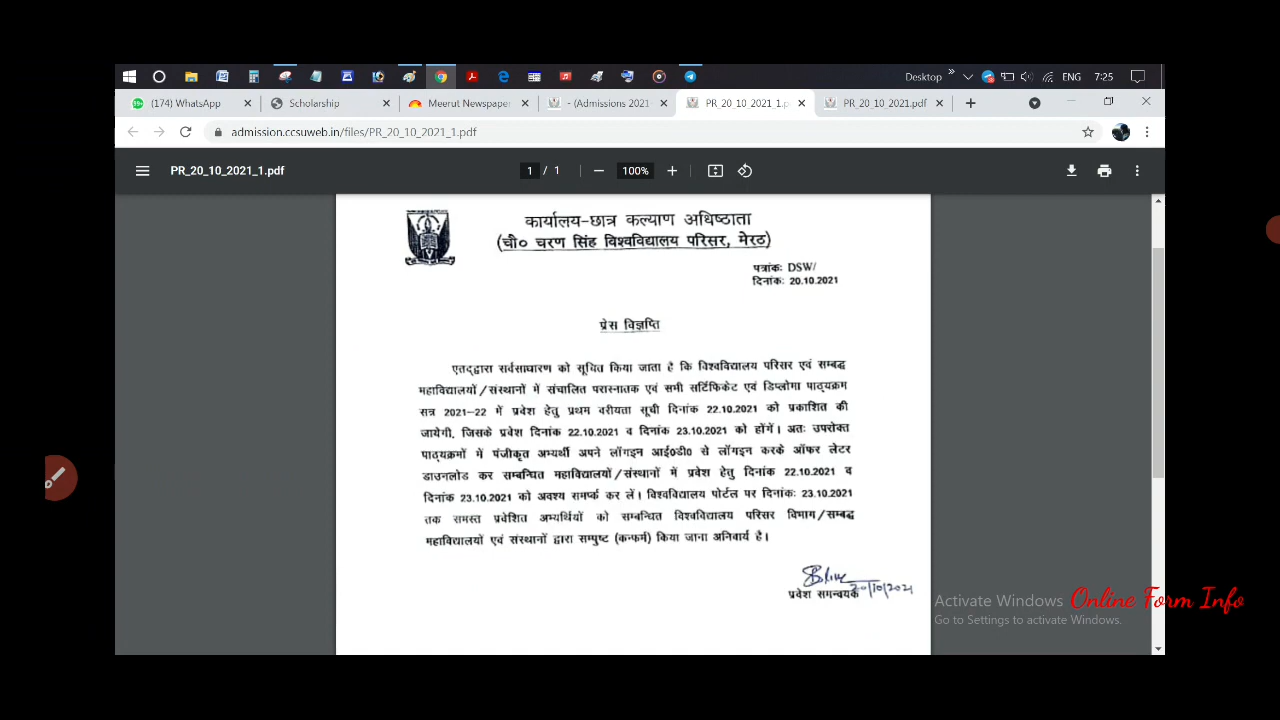 Desktop » ENG 7:25
(174) WhatsApp Scholarship Meerut Newspaper - (Admissions 2021- PR_20_10_2021_1.p PR_20_10_2021.pdf
admission.ccsuweb.in/files/PR_20_10_2021_1.pdf
PR_20_10_2021_1.pdf 1 / 1 100%
कार्यालय-छात्र कल्याण अधिष्ठाता
(चौ० चरण सिंह विश्वविद्यालय परिसर, मेरठ)
पत्रांकः DSW/
दिनांकः 20.10.2021
प्रेस विज्ञप्ति
एतद्द्वारा सर्वसाधारण को सूचित किया जाता है कि विश्वविद्यालय परिसर एवं सम्बद्ध
महाविद्यालयों/संस्थानों में संचालित परास्नातक एवं सभी सर्टिफिकेट एवं डिप्लोमा पाठ्यक्रम
सत्र 2021-22 में प्रवेश हेतु प्रथम वरीयता सूची दिनांक 22.10.2021 को प्रकाशित की
जायेगी, जिसके प्रवेश दिनांक 22.10.2021 व दिनांक 23.10.2021 को होंगें। अतः उपरोक्त
पाठ्यक्रमों में पंजीकृत अभ्यर्थी अपने लॉगइन आई०डी० से लॉगइन करके ऑफर लेटर
डाउनलोड कर सम्बन्धित महाविद्यालयों/संस्थानों में प्रवेश हेतु दिनांक 22.10.2021 व
दिनांक 23.10.2021 को अवश्य समर्प्क कर लें। विश्वविद्यालय पोर्टल पर दिनांकः 23.10.2021
तक समस्त प्रवेशित अभ्यर्थियों को सम्बन्धित विश्वविद्यालय परिसर विभाग/सम्बद्ध
महाविद्यालयों एवं संस्थानों द्वारा सम्पुष्ट (कन्फर्म) किया जाना अनिवार्य है।
20/10/2021
प्रवेश समन्वयक
Activate Windows Online Form Info
Go to Settings to activate Windows.